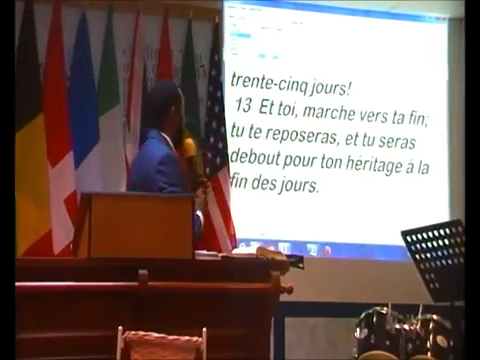 trente-cinq jours!
13 Et toi, marche vers ta fin;
tu te reposeras, et tu seras
debout pour ton héritage à la
fin des jours.